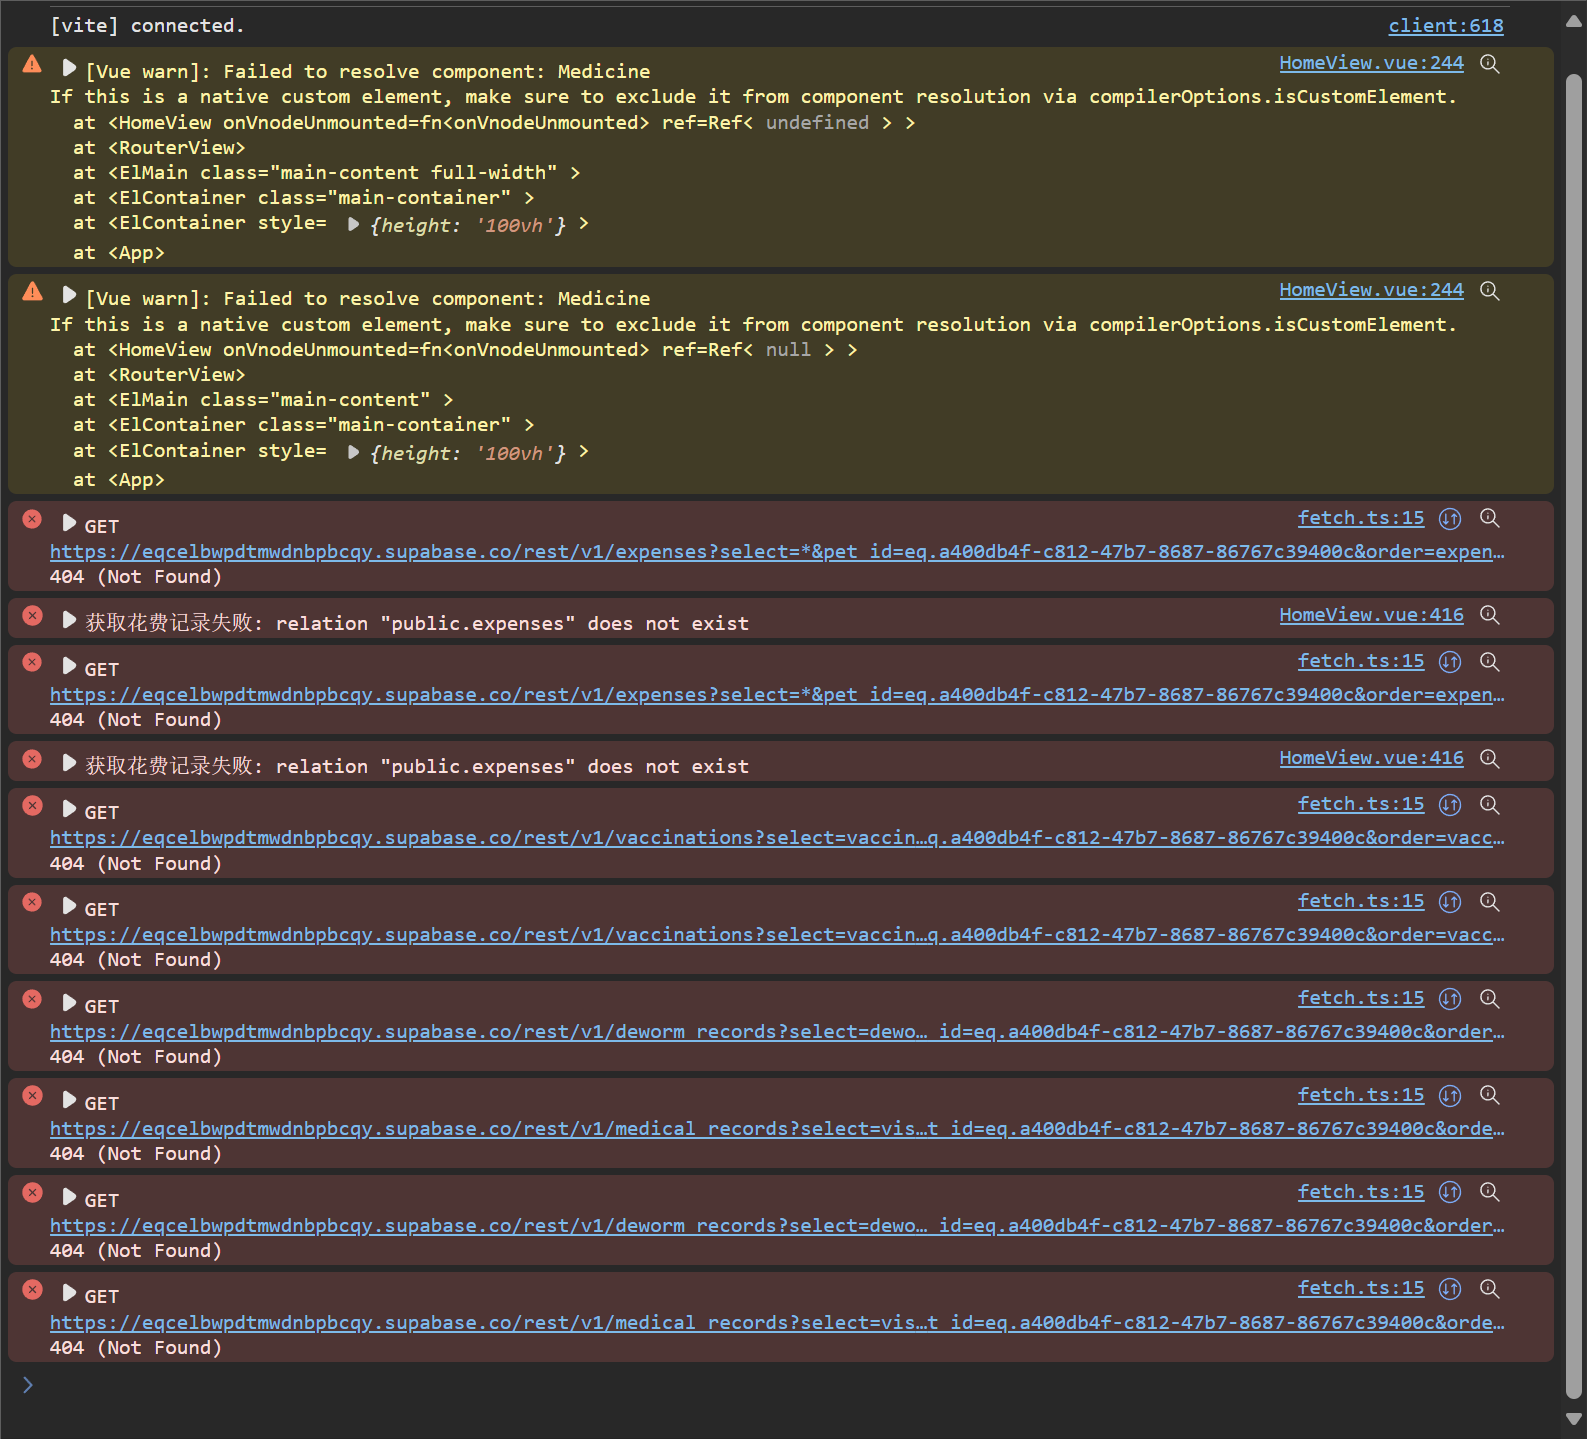 [vite] connected. client:618
[Vue warn]: Failed to resolve component: Medicine HomeView.vue:244
If this is a native custom element, make sure to exclude it from component resolution via compilerOptions.isCustomElement.
at <HomeView onVnodeUnmounted=fn<onVnodeUnmounted> ref=Ref< undefined > >
at <RouterView>
at <ElMain class="main-content full-width" >
at <ElContainer class="main-container" >
at <ElContainer style= {height: '100vh'} >
at <App>
[Vue warn]: Failed to resolve component: Medicine HomeView.vue:244
If this is a native custom element, make sure to exclude it from component resolution via compilerOptions.isCustomElement.
at <HomeView onVnodeUnmounted=fn<onVnodeUnmounted> ref=Ref< null > >
at <RouterView>
at <ElMain class="main-content" >
at <ElContainer class="main-container" >
at <ElContainer style= {height: '100vh'} >
at <App>
GET fetch.ts:15
https://eqcelbwpdtmwdnbpbcqy.supabase.co/rest/v1/expenses?select=*&pet_id=eq.a400db4f-c812-47b7-8687-86767c39400c&order=expen…
404 (Not Found)
获取花费记录失败: relation "public.expenses" does not exist HomeView.vue:416
GET fetch.ts:15
https://eqcelbwpdtmwdnbpbcqy.supabase.co/rest/v1/expenses?select=*&pet_id=eq.a400db4f-c812-47b7-8687-86767c39400c&order=expen…
404 (Not Found)
获取花费记录失败: relation "public.expenses" does not exist HomeView.vue:416
GET fetch.ts:15
https://eqcelbwpdtmwdnbpbcqy.supabase.co/rest/v1/vaccinations?select=vaccin…q.a400db4f-c812-47b7-8687-86767c39400c&order=vacc…
404 (Not Found)
GET fetch.ts:15
https://eqcelbwpdtmwdnbpbcqy.supabase.co/rest/v1/vaccinations?select=vaccin…q.a400db4f-c812-47b7-8687-86767c39400c&order=vacc…
404 (Not Found)
GET fetch.ts:15
https://eqcelbwpdtmwdnbpbcqy.supabase.co/rest/v1/deworm_records?select=dewo…_id=eq.a400db4f-c812-47b7-8687-86767c39400c&order…
404 (Not Found)
GET fetch.ts:15
https://eqcelbwpdtmwdnbpbcqy.supabase.co/rest/v1/medical_records?select=vis…t_id=eq.a400db4f-c812-47b7-8687-86767c39400c&orde…
404 (Not Found)
GET fetch.ts:15
https://eqcelbwpdtmwdnbpbcqy.supabase.co/rest/v1/deworm_records?select=dewo…_id=eq.a400db4f-c812-47b7-8687-86767c39400c&order…
404 (Not Found)
GET fetch.ts:15
https://eqcelbwpdtmwdnbpbcqy.supabase.co/rest/v1/medical_records?select=vis…t_id=eq.a400db4f-c812-47b7-8687-86767c39400c&orde…
404 (Not Found)